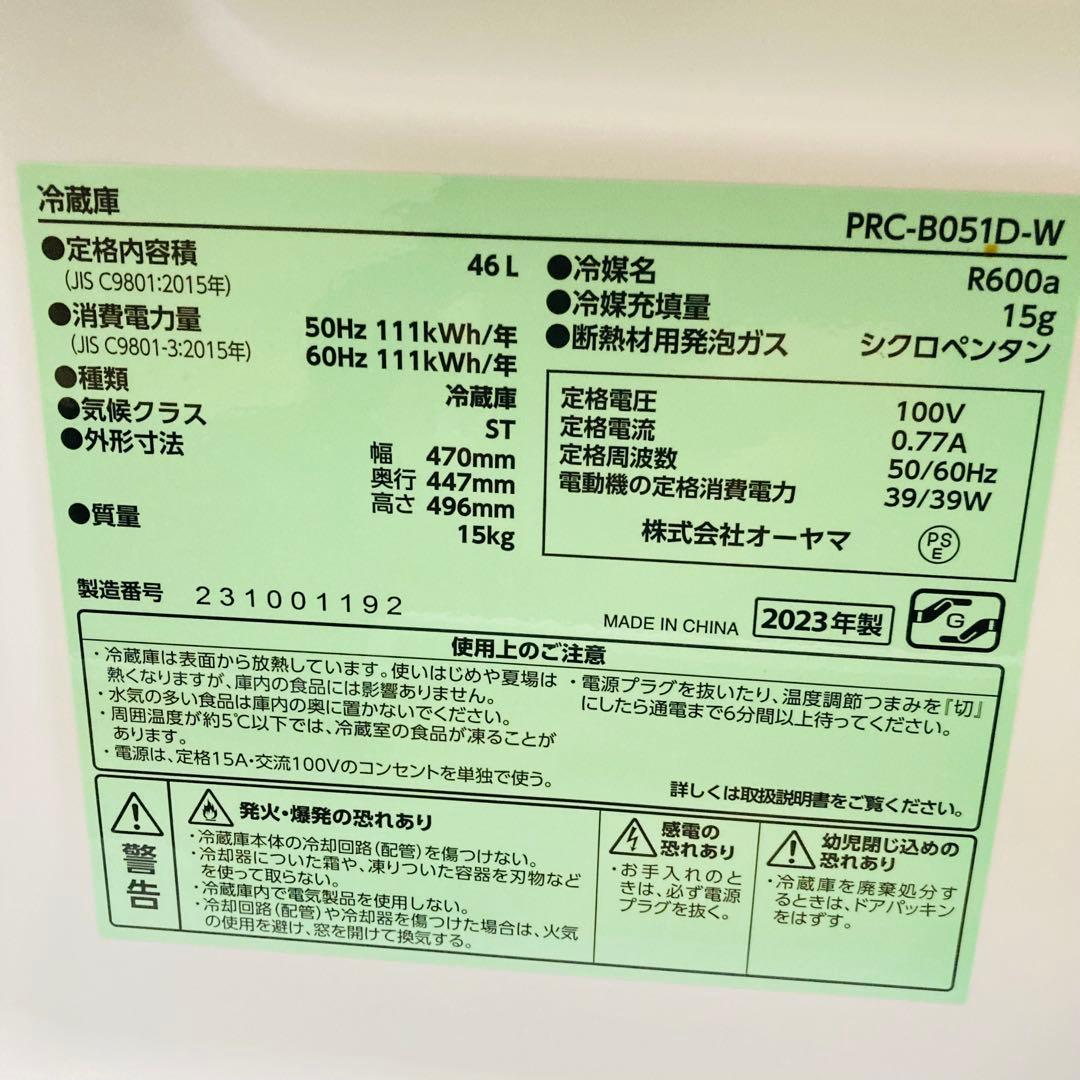 冷蔵庫
PRC-B051D-W
●定格内容積 46L
(JIS C9801:2015年)
●消費電力量 50Hz 111kWh/年
(JIS C9801-3:2015年) 60Hz 111kWh/年
●種類 冷蔵庫
●気候クラス ST
●外形寸法 幅 470mm
奥行 447mm
高さ 496mm
●質量 15kg
●冷媒名 R600a
●冷媒充填量 15g
●断熱材用発泡ガス シクロペンタン
定格電圧 100V
定格電流 0.77A
定格周波数 50/60Hz
電動機の定格消費電力 39/39W
株式会社オーヤマ PSE
製造番号 231001192
MADE IN CHINA 2023年製 G
使用上のご注意
・冷蔵庫は表面から放熱しています。使いはじめや夏場は
熱くなりますが、庫内の食品には影響ありません。
・水気の多い食品は庫内の奥に置かないでください。
・周囲温度が約5℃以下では、冷蔵室の食品が凍ることが
あります。
・電源は、定格15A・交流100Vのコンセントを単独で使う。
・電源プラグを抜いたり、温度調節つまみを『切』
にしたら通電まで6分間以上待ってください。
詳しくは取扱説明書をご覧ください。
警告
発火・爆発の恐れあり
・冷蔵庫本体の冷却回路(配管)を傷つけない。
・冷却器についた霜や、凍りついた容器を刃物など
を使って取らない。
・冷蔵庫内で電気製品を使用しない。
・冷却回路(配管)や冷却器を傷つけた場合は、火気
の使用を避け、窓を開けて換気する。
感電の
恐れあり
・お手入れのと
きは、必ず電源
プラグを抜く。
幼児閉じ込めの
恐れあり
・冷蔵庫を廃棄処分す
るときは、ドアパッキン
をはずす。